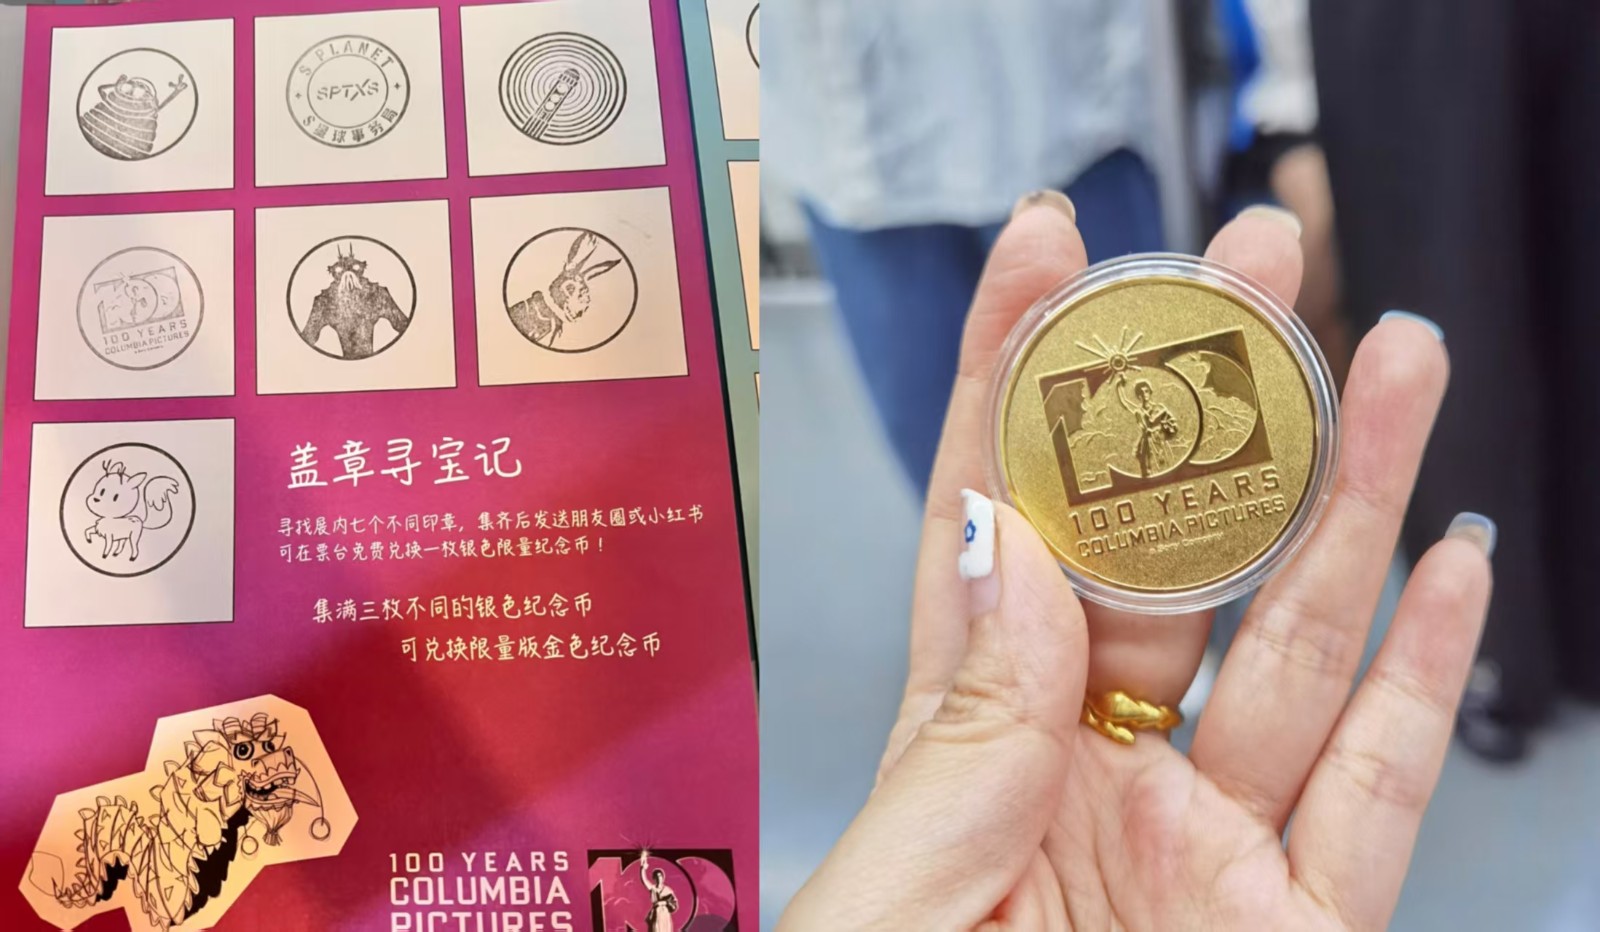 S PLANET
SPTXS
S星球事务局
100 YEARS
COLUMBIA PICTURES
盖章寻宝记
寻找展内七个不同印章，集齐后发送朋友圈或小红书
可在票台免费兑换一枚银色限量纪念币！
集满三枚不同的银色纪念币
可兑换限量版金色纪念币
100 YEARS
COLUMBIA
PICTURES
100
100
100 YEARS
COLUMBIA PICTURES
a Sony Company